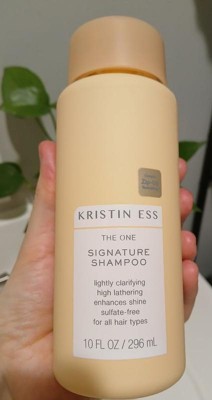 KRISTIN ESS
THE ONE
SIGNATURE
SHAMPOO
lightly clarifying
high lathering
enhances shine
sulfate-free
for all hair types
10 FL OZ / 296 mL